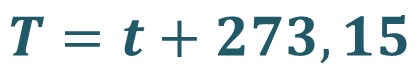 T = t + 273,15